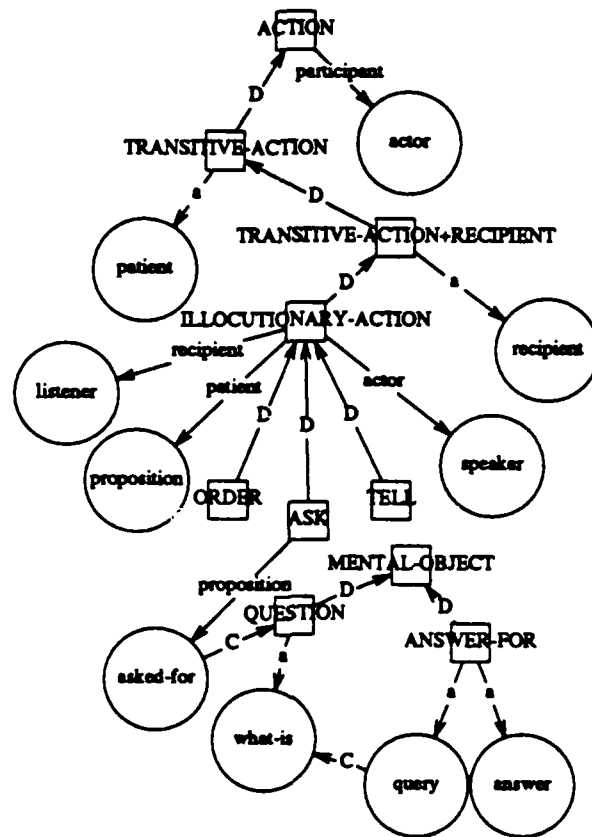 ACTION
participant
D
actor
TRANSITIVE-ACTION
a
D
TRANSITIVE-ACTION+RECIPIENT
patient
D
a
ILLOCUTIONARY-ACTION
recipient
recipient
patient
actor
listener
D
D
D
proposition
speaker
ORDER
ASK
TELL
MENTAL-OBJECT
proposition
D
D
QUESTION
C
ANSWER-FOR
a
asked-for
a
a
what-is
C
query
answer